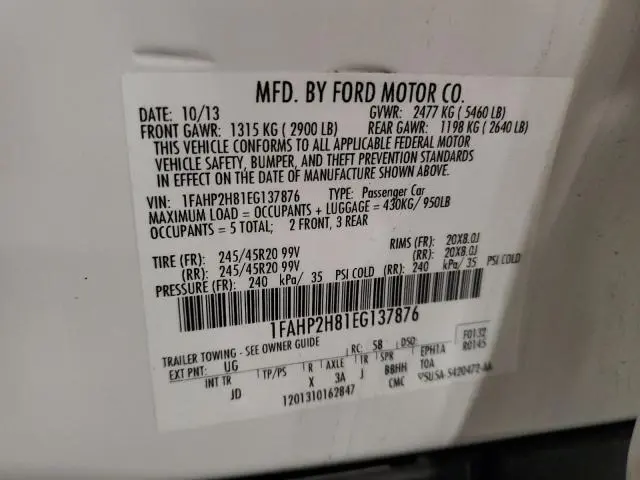 MFD. BY FORD MOTOR CO.
DATE: 10/13 GVWR: 2477 KG ( 5460 LB)
FRONT GAWR: 1315 KG ( 2900 LB) REAR GAWR: 1198 KG ( 2640 LB)
THIS VEHICLE CONFORMS TO ALL APPLICABLE FEDERAL MOTOR
VEHICLE SAFETY, BUMPER, AND THEFT PREVENTION STANDARDS
IN EFFECT ON THE DATE OF MANUFACTURE SHOWN ABOVE.
VIN: 1FAHP2H81EG137876 TYPE: Passenger Car
MAXIMUM LOAD = OCCUPANTS + LUGGAGE = 430KG/ 950LB
OCCUPANTS = 5 TOTAL; 2 FRONT, 3 REAR
TIRE (FR): 245/45R20 99V RIMS (FR): 20X8.0J
(RR): 245/45R20 99V (RR): 20X8.0J
PRESSURE (FR): 240 kPa/ 35 PSI COLD (RR): 240 kPa/ 35 PSI COLD
1FAHP2H81EG137876
TRAILER TOWING - SEE OWNER GUIDE RC: 58 DSO: F0132
EXT PNT: UG R0145
INT TR TP/PS R AXLE TR SPR EPH1A
JD X 3A J BBHH TOA
1201310162847 CMC SU5A-5420472-AA